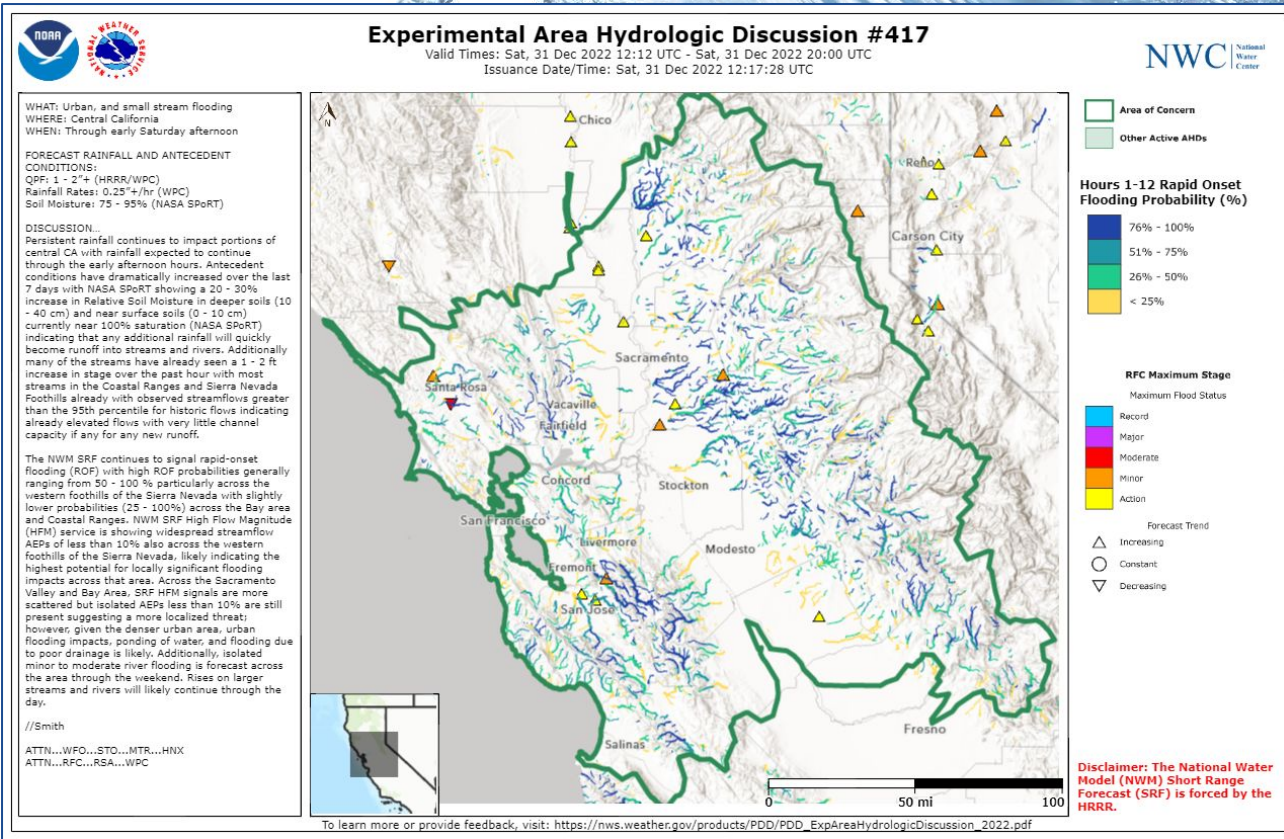 Experimental Area Hydrologic Discussion #417
Valid Times: Sat, 31 Dec 2022 12:12 UTC - Sat, 31 Dec 2022 20:00 UTC
Issuance Date/Time: Sat, 31 Dec 2022 12:17:28 UTC
NOAA
NATIONAL WEATHER SERVICE
NWC
National
Water
Center
WHAT: Urban, and small stream flooding
WHERE: Central California
WHEN: Through early Saturday afternoon
FORECAST RAINFALL AND ANTECEDENT
CONDITIONS:
QPF: 1 - 2"+ (HRRR/WPC)
Rainfall Rates: 0.25"+/hr (WPC)
Soil Moisture: 75 - 95% (NASA SPoRT)
DISCUSSION...
Persistent rainfall continues to impact portions of
central CA with rainfall expected to continue
through the early afternoon hours. Antecedent
conditions have dramatically increased over the last
7 days with NASA SPoRT showing a 20 - 30%
increase in Relative Soil Moisture in deeper soils (10
- 40 cm) and near surface soils (0 - 10 cm)
currently near 100% saturation (NASA SPoRT)
indicating that any additional rainfall will quickly
become runoff into streams and rivers. Additionally
many of the streams have already seen a 1 - 2 ft
increase in stage over the past hour with most
streams in the Coastal Ranges and Sierra Nevada
Foothills already with observed streamflows greater
than the 95th percentile for historic flows indicating
already elevated flows with very little channel
capacity if any for any new runoff.
The NWM SRF continues to signal rapid-onset
flooding (ROF) with high ROF probabilities generally
ranging from 50 - 100 % particularly across the
western foothills of the Sierra Nevada with slightly
lower probabilities (25 - 100%) across the Bay area
and Coastal Ranges. NWM SRF High Flow Magnitude
(HFM) service is showing widespread streamflow
AEPs of less than 10% also across the western
foothills of the Sierra Nevada, likely indicating the
highest potential for locally significant flooding
impacts across that area. Across the Sacramento
Valley and Bay Area, SRF HFM signals are more
scattered but isolated AEPs less than 10% are still
present suggesting a more localized threat;
however, given the denser urban area, urban
flooding impacts, ponding of water, and flooding due
to poor drainage is likely. Additionally, isolated
minor to moderate river flooding is forecast across
the area through the weekend. Rises on larger
streams and rivers will likely continue through the
day.
//Smith
ATTN...WFO...STO...MTR...HNX
ATTN...RFC...RSA...WPC
N
Chico
Reno
Carson City
Sacramento
Santa Rosa
Vacaville
Fairfield
Concord
Stockton
San Francisco
Livermore
Modesto
Fremont
San Jose
Salinas
Fresno
0
50 mi
100
Area of Concern
Other Active AHDs
Hours 1-12 Rapid Onset
Flooding Probability (%)
76% - 100%
51% - 75%
26% - 50%
< 25%
RFC Maximum Stage
Maximum Flood Status
Record
Major
Moderate
Minor
Action
Forecast Trend
Increasing
Constant
Decreasing
Disclaimer: The National Water
Model (NWM) Short Range
Forecast (SRF) is forced by the
HRRR.
To learn more or provide feedback, visit: https://nws.weather.gov/products/PDD/PDD_ExpAreaHydrologicDiscussion_2022.pdf